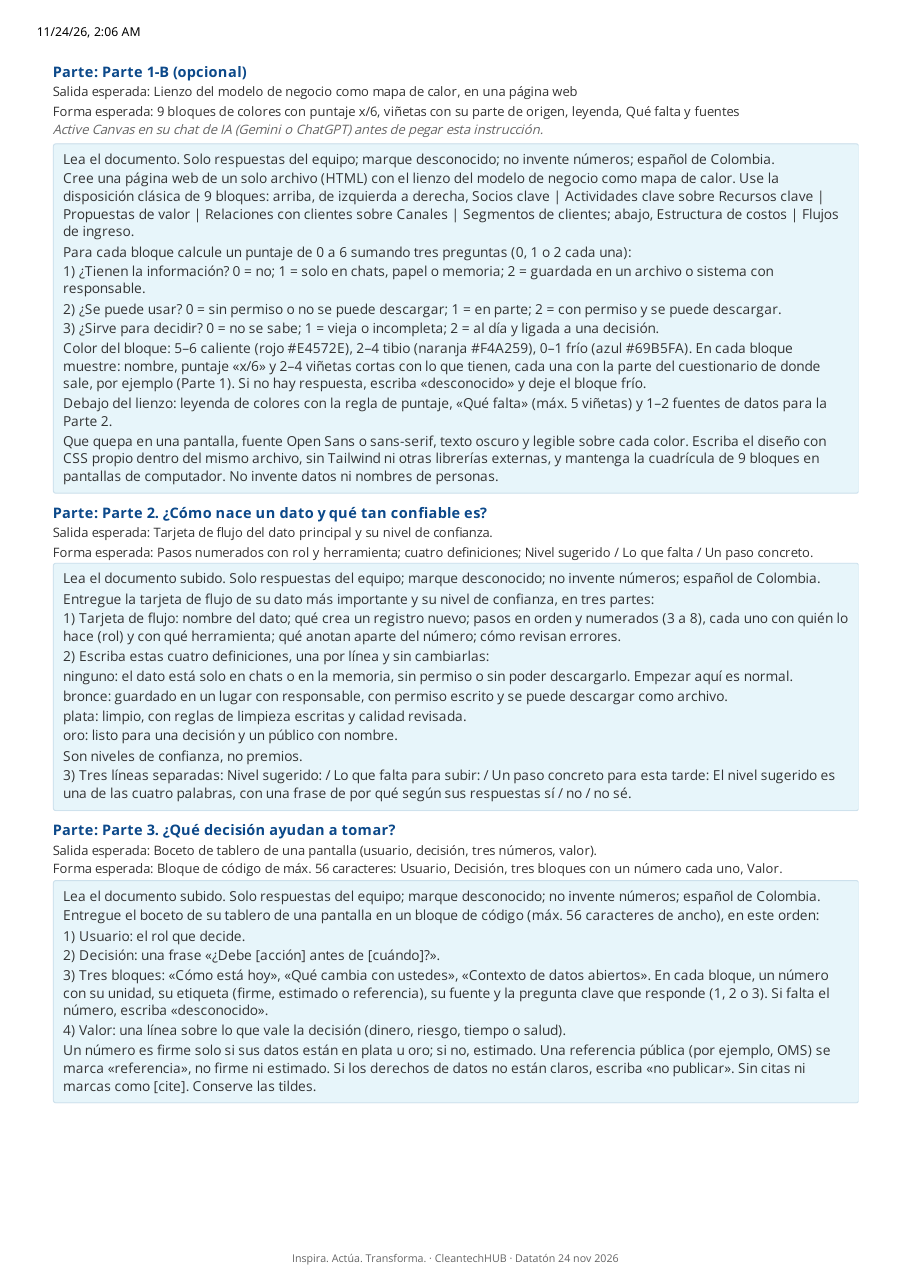 11/24/26, 2:06 AM
Parte: Parte 1-B (opcional)
Salida esperada: Lienzo del modelo de negocio como mapa de calor, en una página web
Forma esperada: 9 bloques de colores con puntaje x/6, viñetas con su parte de origen, leyenda, Qué falta y fuentes
Active Canvas en su chat de IA (Gemini o ChatGPT) antes de pegar esta instrucción.
Lea el documento. Solo respuestas del equipo; marque desconocido; no invente números; español de Colombia.
Cree una página web de un solo archivo (HTML) con el lienzo del modelo de negocio como mapa de calor. Use la
disposición clásica de 9 bloques: arriba, de izquierda a derecha, Socios clave | Actividades clave sobre Recursos clave |
Propuestas de valor | Relaciones con clientes sobre Canales | Segmentos de clientes; abajo, Estructura de costos | Flujos
de ingreso.
Para cada bloque calcule un puntaje de 0 a 6 sumando tres preguntas (0, 1 o 2 cada una):
1) ¿Tienen la información? 0 = no; 1 = solo en chats, papel o memoria; 2 = guardada en un archivo o sistema con
responsable.
2) ¿Se puede usar? 0 = sin permiso o no se puede descargar; 1 = en parte; 2 = con permiso y se puede descargar.
3) ¿Sirve para decidir? 0 = no se sabe; 1 = vieja o incompleta; 2 = al día y ligada a una decisión.
Color del bloque: 5–6 caliente (rojo #E4572E), 2–4 tibio (naranja #F4A259), 0–1 frío (azul #69B5FA). En cada bloque
muestre: nombre, puntaje «x/6» y 2–4 viñetas cortas con lo que tienen, cada una con la parte del cuestionario de donde
sale, por ejemplo (Parte 1). Si no hay respuesta, escriba «desconocido» y deje el bloque frío.
Debajo del lienzo: leyenda de colores con la regla de puntaje, «Qué falta» (máx. 5 viñetas) y 1–2 fuentes de datos para la
Parte 2.
Que quepa en una pantalla, fuente Open Sans o sans-serif, texto oscuro y legible sobre cada color. Escriba el diseño con
CSS propio dentro del mismo archivo, sin Tailwind ni otras librerías externas, y mantenga la cuadrícula de 9 bloques en
pantallas de computador. No invente datos ni nombres de personas.
Parte: Parte 2. ¿Cómo nace un dato y qué tan confiable es?
Salida esperada: Tarjeta de flujo del dato principal y su nivel de confianza.
Forma esperada: Pasos numerados con rol y herramienta; cuatro definiciones; Nivel sugerido / Lo que falta / Un paso concreto.
Lea el documento subido. Solo respuestas del equipo; marque desconocido; no invente números; español de Colombia.
Entregue la tarjeta de flujo de su dato más importante y su nivel de confianza, en tres partes:
1) Tarjeta de flujo: nombre del dato; qué crea un registro nuevo; pasos en orden y numerados (3 a 8), cada uno con quién lo
hace (rol) y con qué herramienta; qué anotan aparte del número; cómo revisan errores.
2) Escriba estas cuatro definiciones, una por línea y sin cambiarlas:
ninguno: el dato está solo en chats o en la memoria, sin permiso o sin poder descargarlo. Empezar aquí es normal.
bronce: guardado en un lugar con responsable, con permiso escrito y se puede descargar como archivo.
plata: limpio, con reglas de limpieza escritas y calidad revisada.
oro: listo para una decisión y un público con nombre.
Son niveles de confianza, no premios.
3) Tres líneas separadas: Nivel sugerido: / Lo que falta para subir: / Un paso concreto para esta tarde: El nivel sugerido es
una de las cuatro palabras, con una frase de por qué según sus respuestas sí / no / no sé.
Parte: Parte 3. ¿Qué decisión ayudan a tomar?
Salida esperada: Boceto de tablero de una pantalla (usuario, decisión, tres números, valor).
Forma esperada: Bloque de código de máx. 56 caracteres: Usuario, Decisión, tres bloques con un número cada uno, Valor.
Lea el documento subido. Solo respuestas del equipo; marque desconocido; no invente números; español de Colombia.
Entregue el boceto de su tablero de una pantalla en un bloque de código (máx. 56 caracteres de ancho), en este orden:
1) Usuario: el rol que decide.
2) Decisión: una frase «¿Debe [acción] antes de [cuándo]?».
3) Tres bloques: «Cómo está hoy», «Qué cambia con ustedes», «Contexto de datos abiertos». En cada bloque, un número
con su unidad, su etiqueta (firme, estimado o referencia), su fuente y la pregunta clave que responde (1, 2 o 3). Si falta el
número, escriba «desconocido».
4) Valor: una línea sobre lo que vale la decisión (dinero, riesgo, tiempo o salud).
Un número es firme solo si sus datos están en plata u oro; si no, estimado. Una referencia pública (por ejemplo, OMS) se
marca «referencia», no firme ni estimado. Si los derechos de datos no están claros, escriba «no publicar». Sin citas ni
marcas como [cite]. Conserve las tildes.
Inspira. Actúa. Transforma. · CleantechHUB · Datatón 24 nov 2026